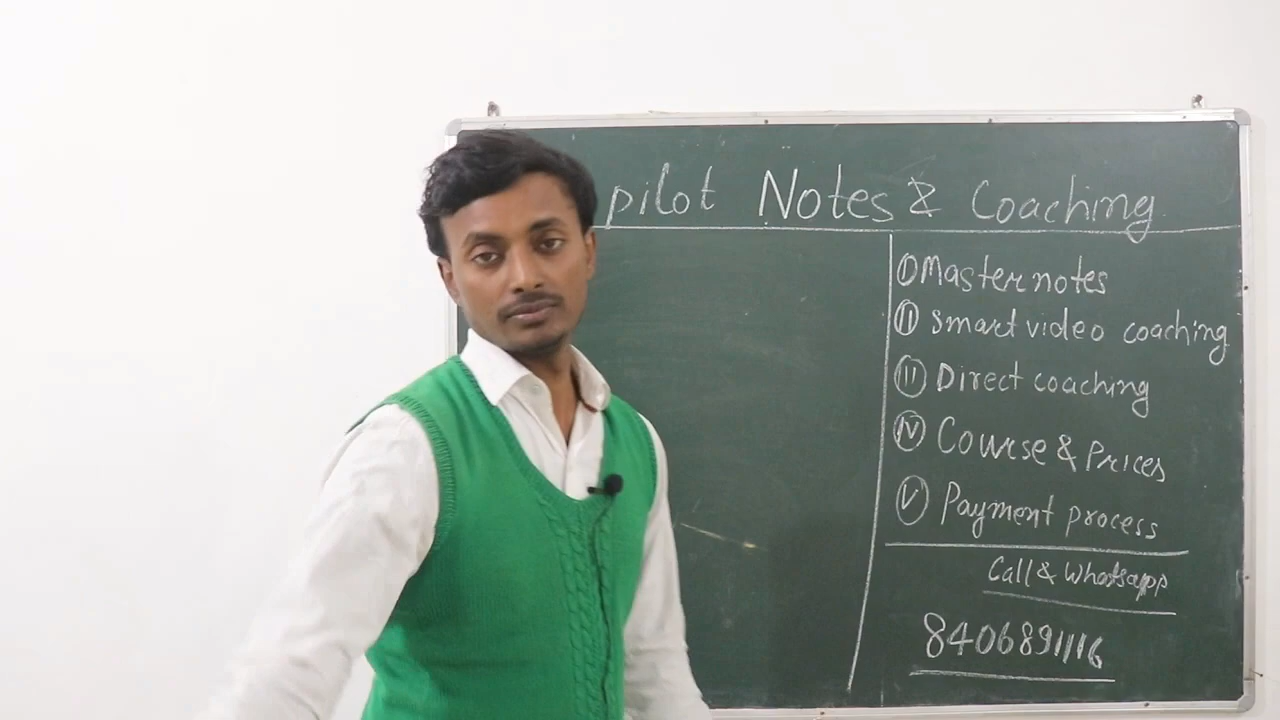 pilot Notes & Coaching
I Master notes
II Smart video coaching
III Direct coaching
IV Course & Prices
V Payment process
Call & Whatsapp
8406891116